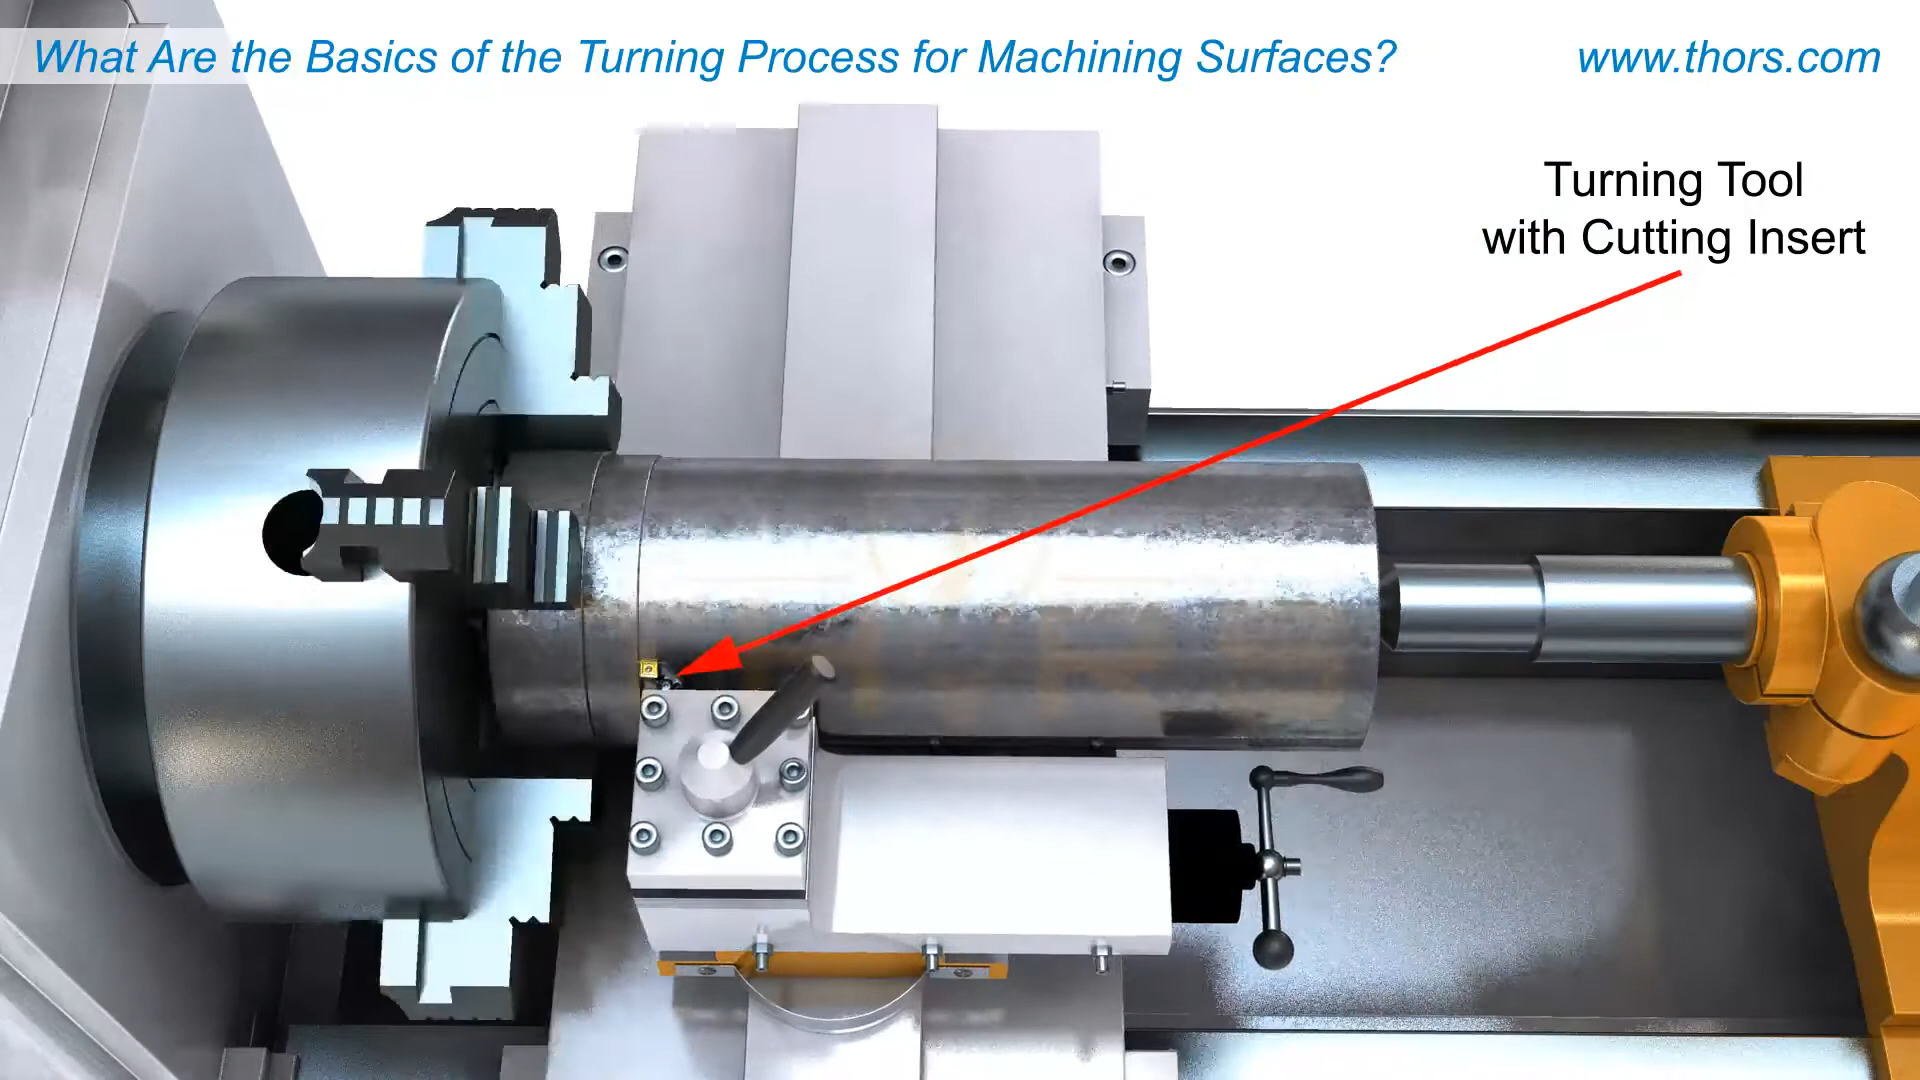 What Are the Basics of the Turning Process for Machining Surfaces?
www.thors.com
Turning Tool
with Cutting Insert